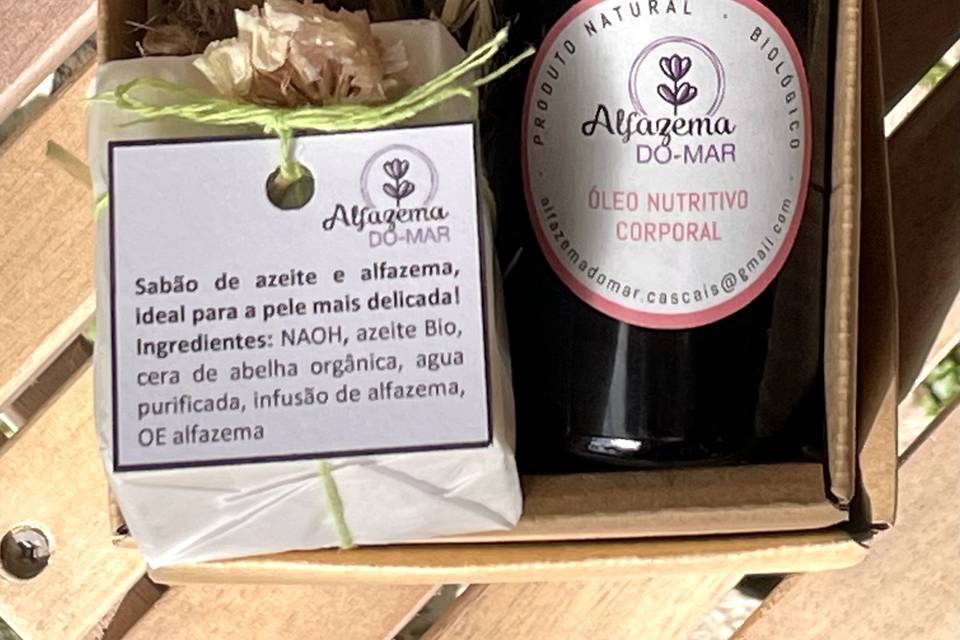 Alfazema
DO-MAR
Sabão de azeite e alfazema,
ideal para a pele mais delicada!
Ingredientes: NAOH, azeite Bio,
cera de abelha orgânica, agua
purificada, infusão de alfazema,
OE alfazema
PRODUTO NATURAL · BIOLÓGICO ·
Alfazema
DO-MAR
ÓLEO NUTRITIVO
CORPORAL
alfazemadomar.cascais@gmail.com